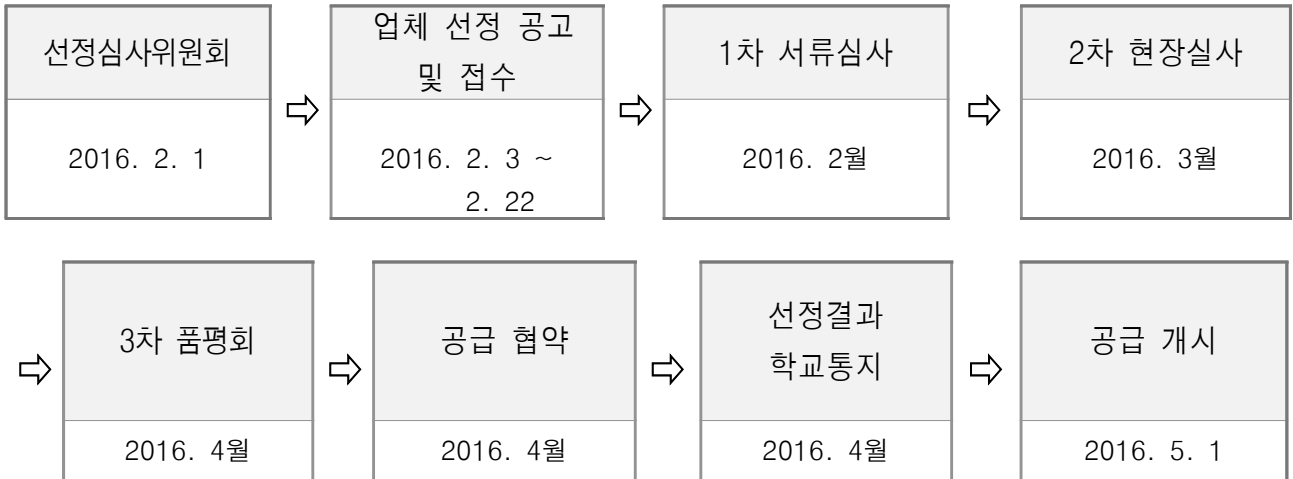 선정심사위원회
2016. 2. 1
⇨
업체 선정 공고
및 접수
2016. 2. 3 ~
2. 22
⇨
1차 서류심사
2016. 2월
⇨
2차 현장실사
2016. 3월
⇨
3차 품평회
2016. 4월
⇨
공급 협약
2016. 4월
⇨
선정결과
학교통지
2016. 4월
⇨
공급 개시
2016. 5. 1